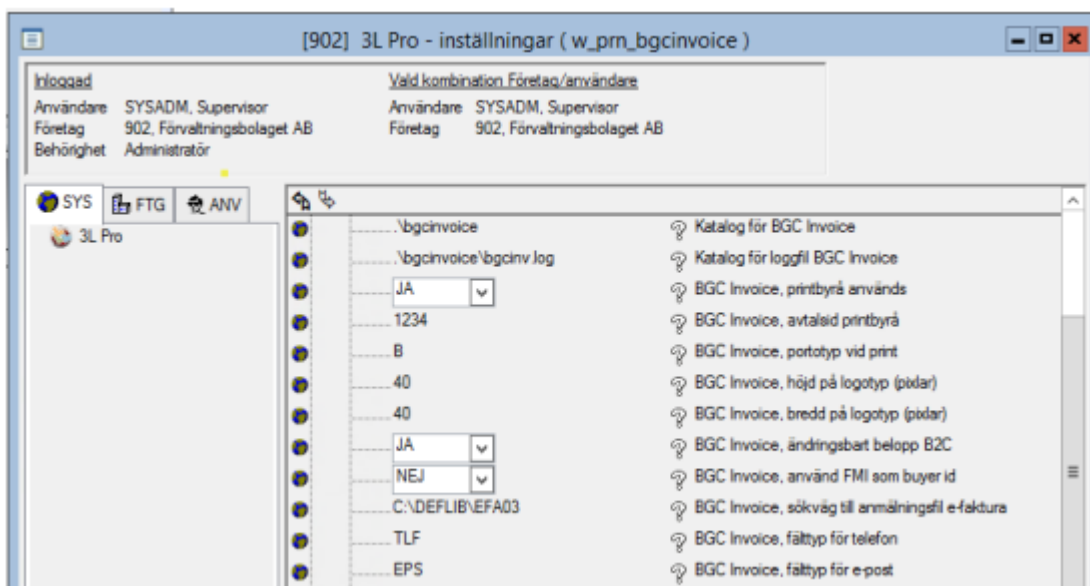 [902] 3L Pro - inställningar ( w_prn_bgcinvoice )
Inloggad
Vald kombination Företag/användare
Användare SYSADM, Supervisor
Användare SYSADM, Supervisor
Företag 902, Förvaltningsbolaget AB
Företag 902, Förvaltningsbolaget AB
Behörighet Administratör
SYS FTG ANV
3L Pro
.\bgcinvoice Katalog för BGC Invoice
.\bgcinvoice\bgcinv.log Katalog för loggfil BGC Invoice
JA BGC Invoice, printbyrå används
1234 BGC Invoice, avtalsid printbyrå
B BGC Invoice, portotyp vid print
40 BGC Invoice, höjd på logotyp (pixlar)
40 BGC Invoice, bredd på logotyp (pixlar)
JA BGC Invoice, ändringsbart belopp B2C
NEJ BGC Invoice, använd FMI som buyer id
C:\DEFLIB\EFA03 BGC Invoice, sökväg till anmälningsfil e-faktura
TLF BGC Invoice, fälttyp för telefon
EPS BGC Invoice, fälttyp för e-post